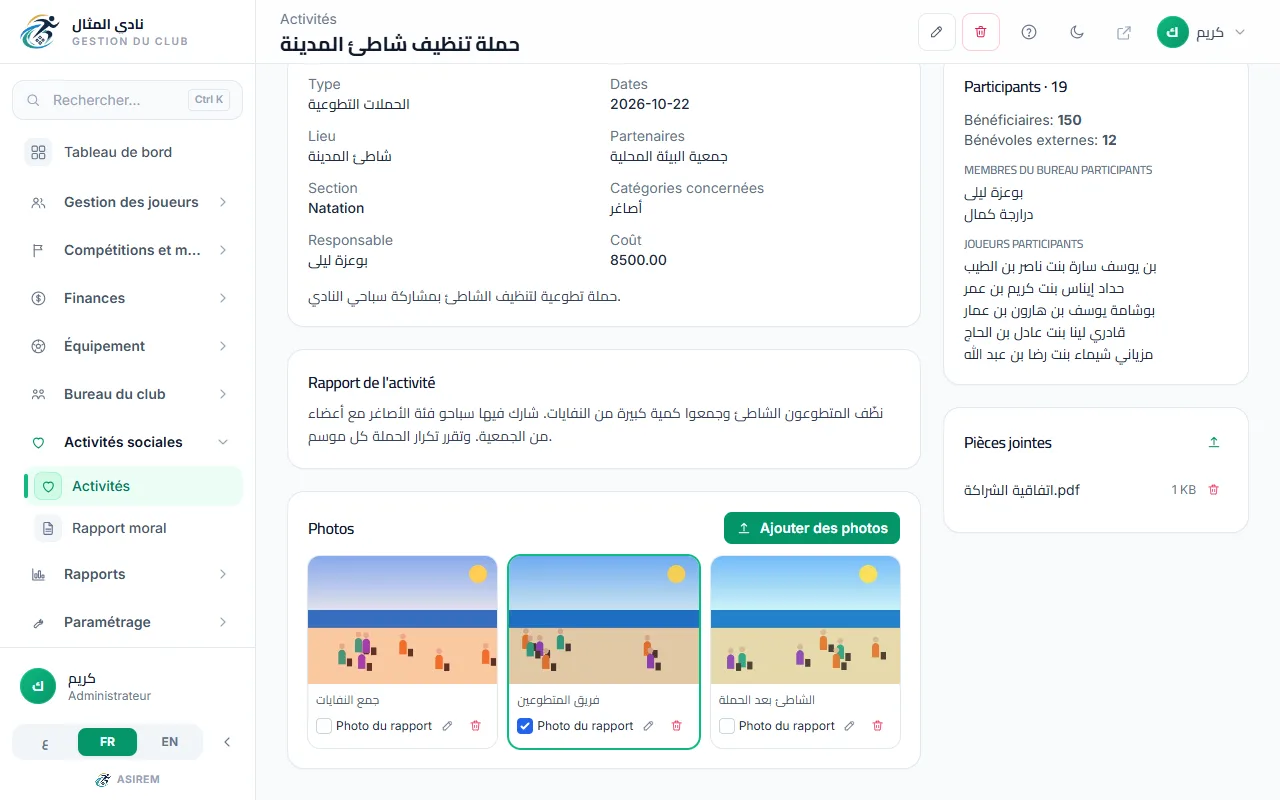 نادي المثال
GESTION DU CLUB
Rechercher...
Ctrl K
Tableau de bord
Gestion des joueurs
Compétitions et m...
Finances
Équipement
Bureau du club
Activités sociales
Activités
Rapport moral
Rapports
Paramétrage
ك
كريم
Administrateur
ع
FR
EN
ASIREM
Activités
حملة تنظيف شاطئ المدينة
ك
كريم
Type
الحملات التطوعية
Dates
2026-10-22
Lieu
شاطئ المدينة
Partenaires
جمعية البيئة المحلية
Section
Natation
Catégories concernées
أصاغر
Responsable
بوعزة ليلى
Coût
8500.00
حملة تطوعية لتنظيف الشاطئ بمشاركة سباحي النادي.
Rapport de l'activité
نظّف المتطوعون الشاطئ وجمعوا كمية كبيرة من النفايات. شارك فيها سباحو فئة الأصاغر مع أعضاء
من الجمعية. وتقرر تكرار الحملة كل موسم.
Photos
Ajouter des photos
جمع النفايات
Photo du rapport
فريق المتطوعين
Photo du rapport
الشاطئ بعد الحملة
Photo du rapport
Participants · 19
Bénéficiaires: 150
Bénévoles externes: 12
MEMBRES DU BUREAU PARTICIPANTS
بوعزة ليلى
درارجة كمال
JOUEURS PARTICIPANTS
بن يوسف سارة بنت ناصر بن الطيب
حداد إيناس بنت كريم بن عمر
بوشامة يوسف بن هارون بن عمار
قادري لينا بنت عادل بن الحاج
مزياني شيماء بنت رضا بن عبد الله
Pièces jointes
اتفاقية الشراكة.pdf
1 KB